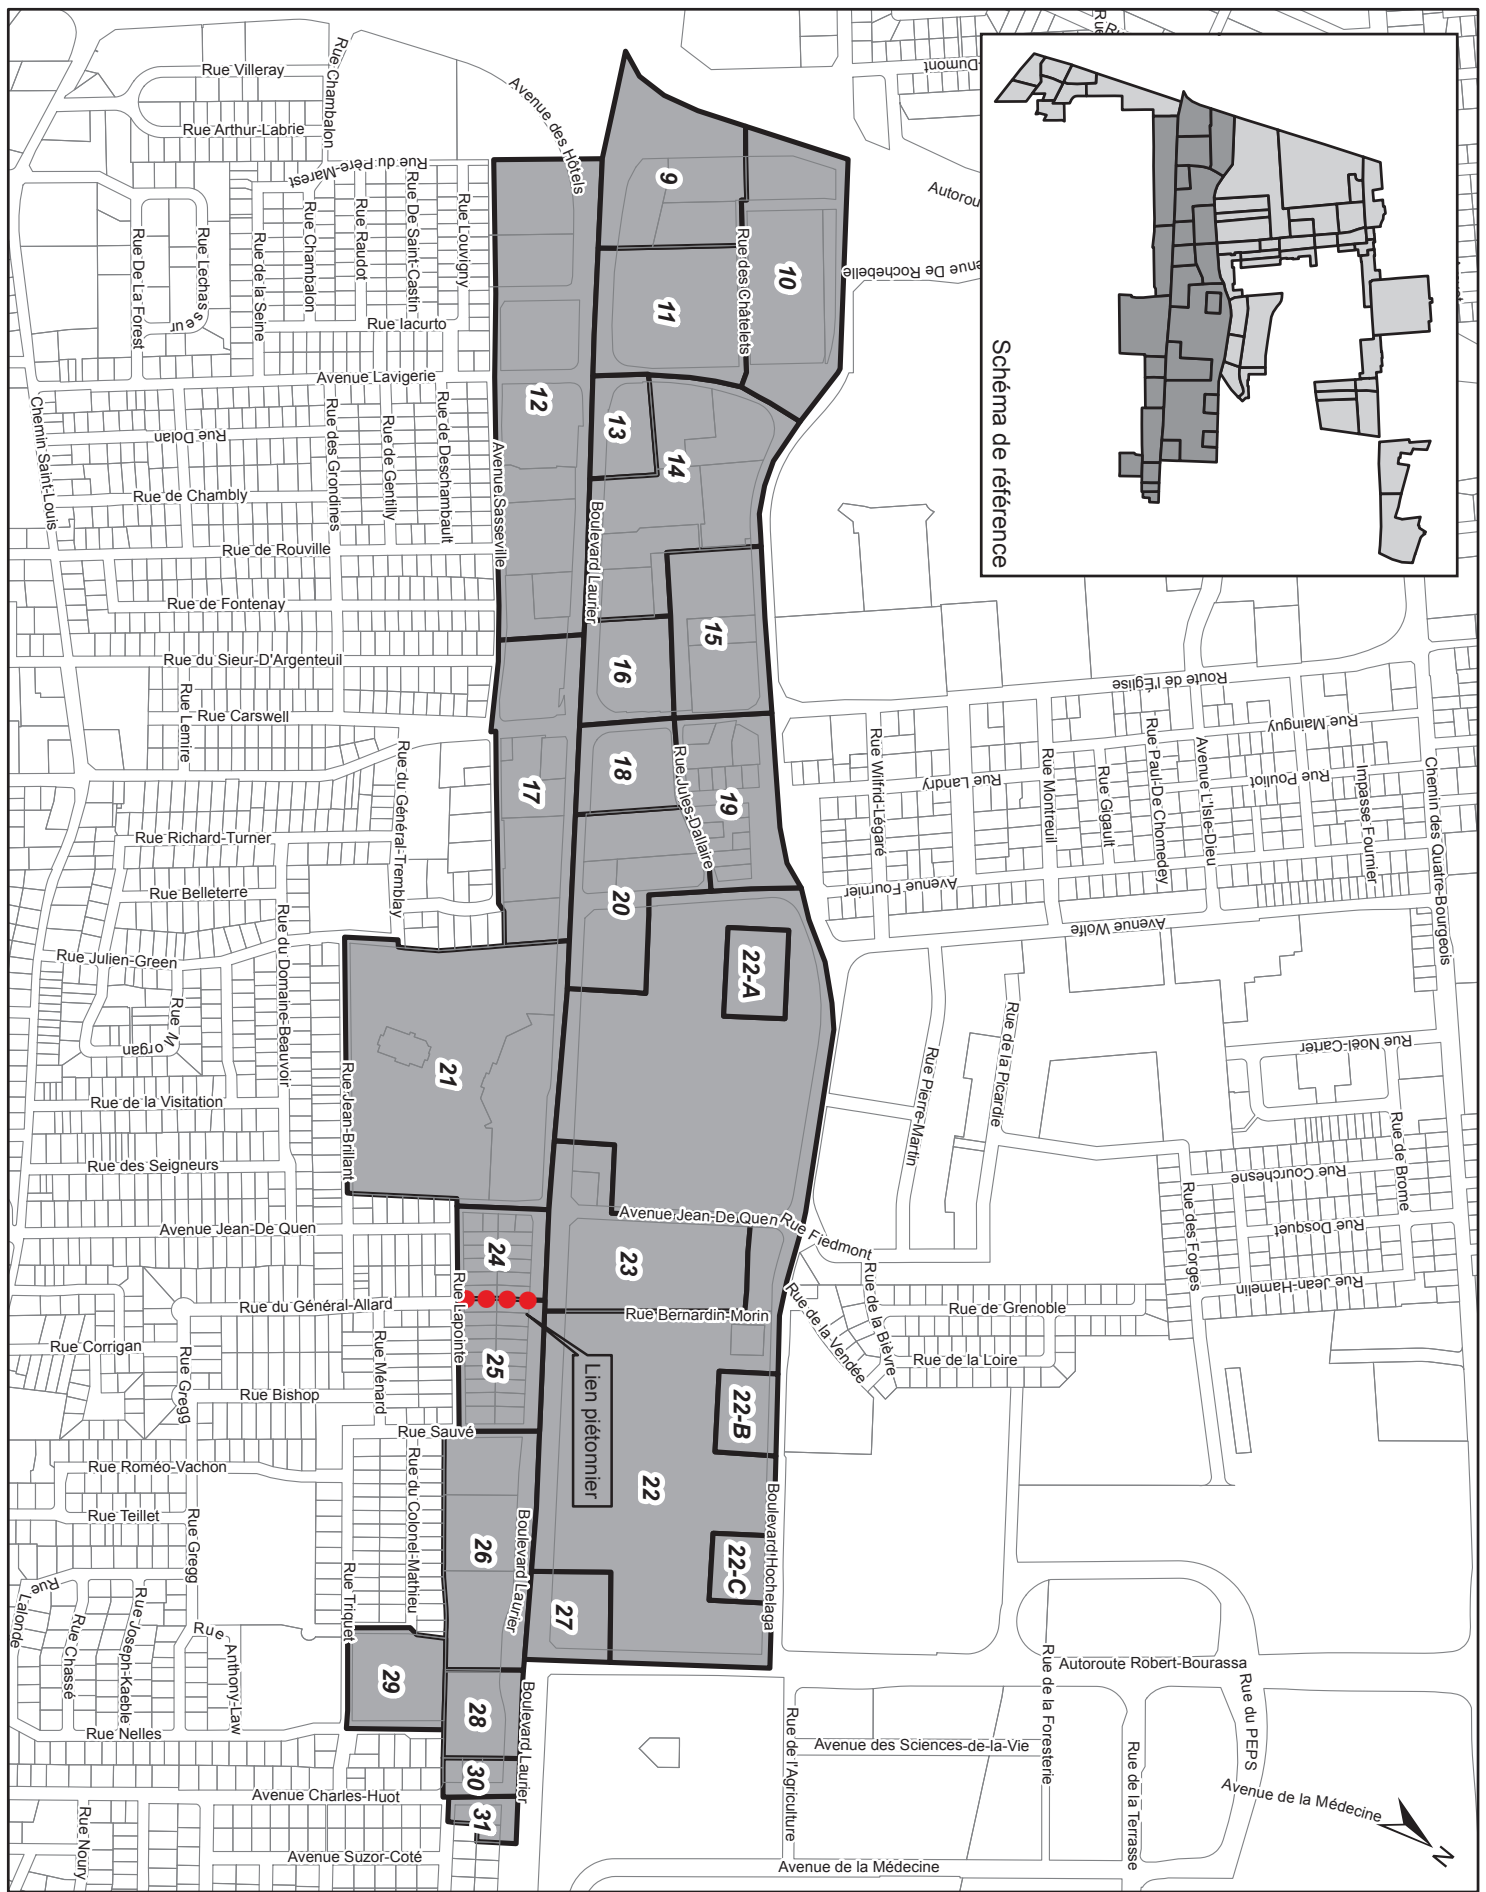 Schéma de référence
Rue Villeray
Rue Chambalon
Avenue des Hôtels
Rue Arthur-Labrie
Rue du Père-Marest
Rue De La Forest
Rue Lechasseur
Rue de la Seine
Rue Chambalon
Rue Raudot
Rue De Saint-Castin
Rue Louvigny
Rue Iacurto
Avenue Lavigerie
Chemin Saint-Louis
Rue Dolan
Rue des Grondines
Rue de Gentilly
Rue de Deschambault
Avenue Sasseville
Rue de Chambly
Rue de Rouville
Rue de Fontenay
Rue du Sieur-D'Argenteuil
Rue Lemire
Rue Carswell
Rue du Général-Tremblay
Rue Richard-Turner
Rue Belleterre
Rue Julien-Green
Rue du Domaine-Beauvoir
Rue Morgan
Rue de la Visitation
Rue Jean-Brillant
Rue des Seigneurs
Avenue Jean-De Quen
Rue du Général-Allard
Rue Lapointe
Rue Corrigan
Rue Gregg
Rue Ménard
Rue Bishop
Rue Sauvé
Rue Roméo-Vachon
Rue du Colonel-Mathieu
Rue Teillet
Rue Gregg
Rue Triquet
Rue Lalonde
Rue Chassé
Rue Joseph-Kaeble
Rue Anthony-Law
Rue Nelles
Avenue Charles-Huot
Rue Noury
Avenue Suzor-Coté
Dumont
Autorou
enue De Rochebelle
Rue des Châtelets
Boulevard Laurier
Rue Jules-Dallaire
Route de l'Église
Rue Wilfrid-Légaré
Rue Landry
Rue Montreuil
Rue Gigault
Rue Paul-De Chomedey
Avenue L'Isle-Dieu
Rue Pouliot
Rue Manguy
Impasse Fournier
Chemin des Quatre-Bourgeois
Avenue Fournier
Avenue Wolfe
Rue de la Picardie
Rue Pierre-Martin
Rue Noël-Carter
Rue de Brome
Rue Courchesne
Rue Dosquet
Rue Jean-Hamelin
Rue des Forges
Avenue Jean-De Quen
Rue Fiedmont
Rue Bernardin-Morin
Rue de la Vendée
Rue de la Bièvre
Rue de Grenoble
Rue de la Loire
Lien piétonnier
Boulevard Hochelaga
Boulevard Laurier
Boulevard Laurier
Autoroute Robert-Bourassa
Rue de l'Agriculture
Avenue des Sciences-de-la-Vie
Rue de la Foresterie
Rue de la Terrasse
Rue du PEPS
Avenue de la Médecine
Avenue de la Médecine
N
9
10
11
12
13
14
15
16
17
18
19
20
21
22-A
22
22-B
22-C
23
24
25
26
27
28
29
30
31